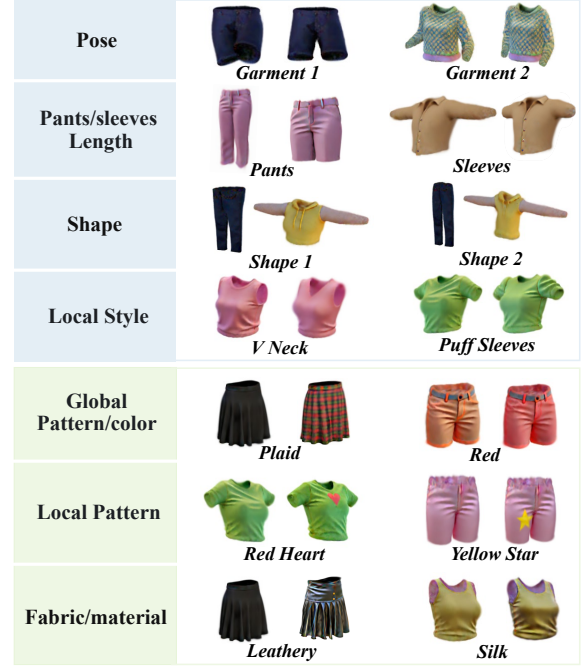 Pose
Garment 1
Garment 2
Pants/sleeves
Length
Pants
Sleeves
Shape
Shape 1
Shape 2
Local Style
V Neck
Puff Sleeves
Global
Pattern/color
Plaid
Red
Local Pattern
Red Heart
Yellow Star
Fabric/material
Leathery
Silk